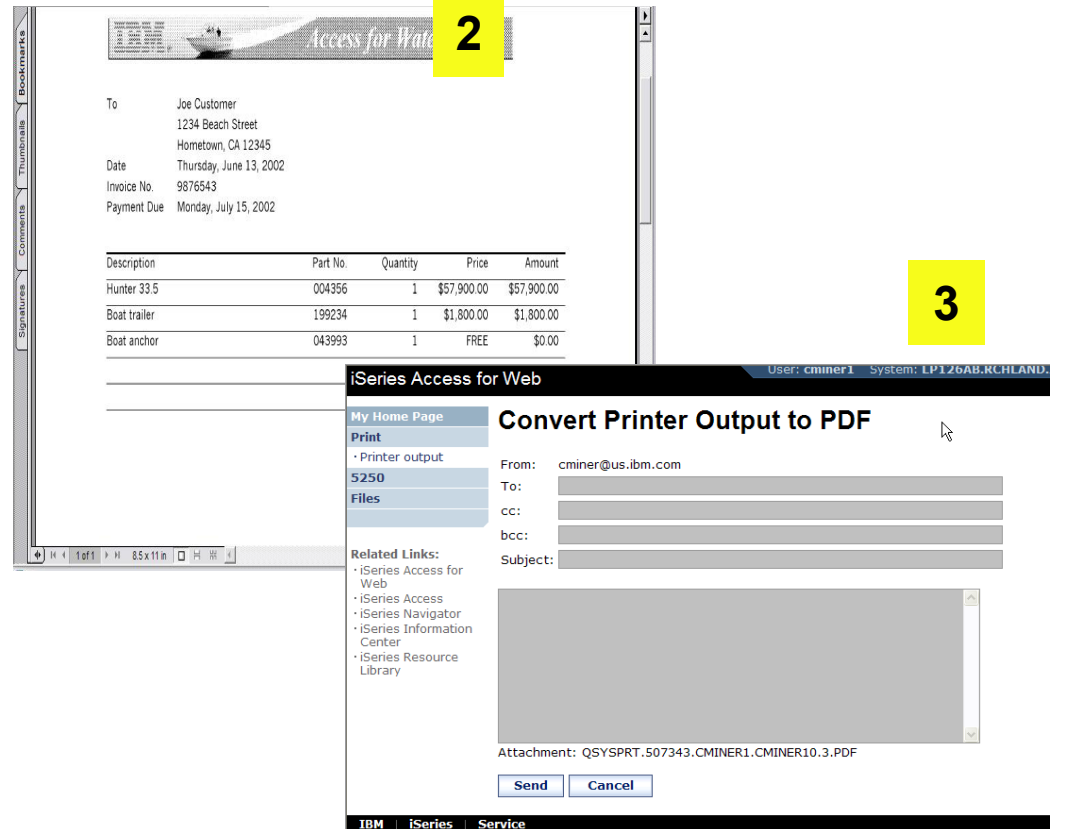 2
IBM. Access for Wate
Bookmarks
Thumbnails
Comments
Signatures
To Joe Customer
1234 Beach Street
Hometown, CA 12345
Date Thursday, June 13, 2002
Invoice No. 9876543
Payment Due Monday, July 15, 2002
Description Part No. Quantity Price Amount
Hunter 33.5 004356 1 $57,900.00 $57,900.00
Boat trailer 199234 1 $1,800.00 $1,800.00
Boat anchor 043993 1 FREE $0.00
1 of 1 8.5 x 11 in
3
iSeries Access for Web
User: cminer1 System: LP126AB.RCHLAND.
My Home Page
Print
· Printer output
5250
Files
Related Links:
· iSeries Access for
Web
· iSeries Access
· iSeries Navigator
· iSeries Information
Center
· iSeries Resource
Library
Convert Printer Output to PDF
From: cminer@us.ibm.com
To:
cc:
bcc:
Subject:
Attachment: QSYSPRT.507343.CMINER1.CMINER10.3.PDF
Send Cancel
IBM | iSeries | Service